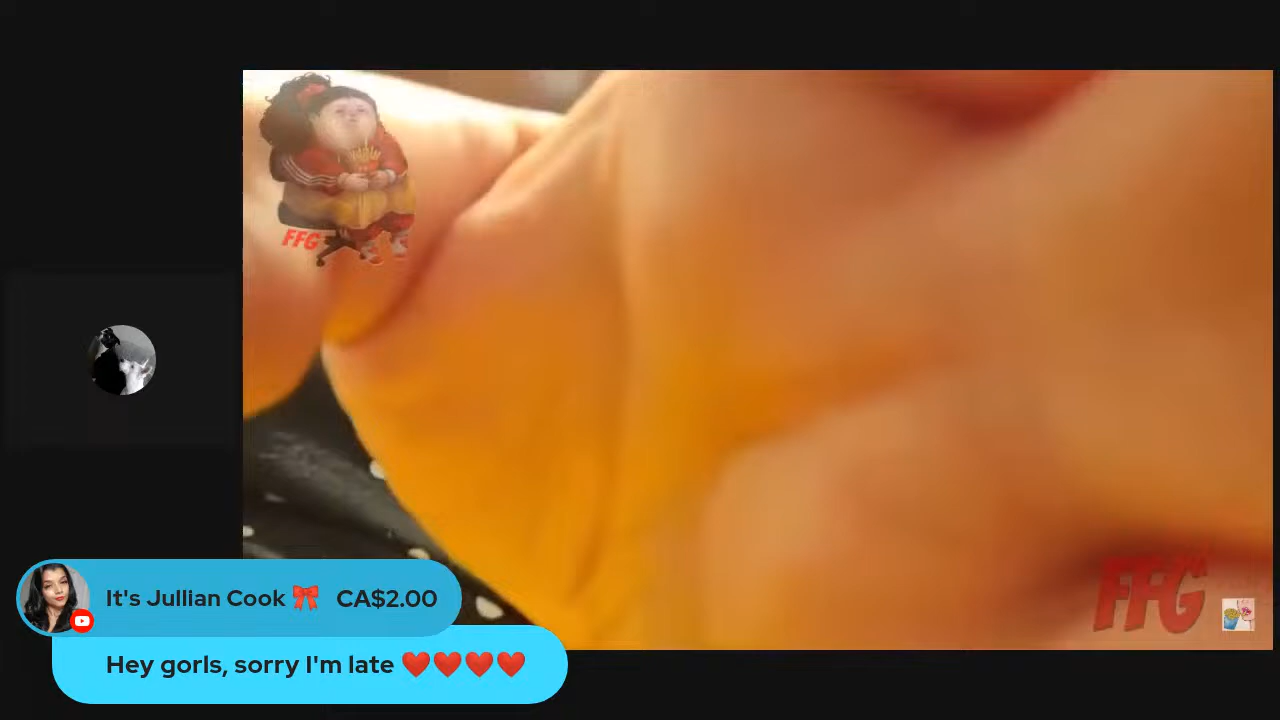 FFG
FFG
It's Jullian Cook 🎀 CA$2.00
Hey gorls, sorry I'm late ❤️❤️❤️❤️